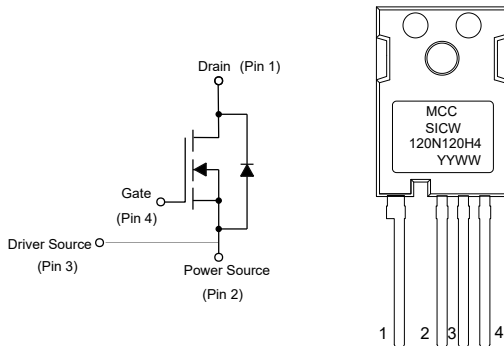 Drain (Pin 1)
Gate
(Pin 4)
Driver Source
(Pin 3)
Power Source
(Pin 2)
MCC
SICW
120N120H4
YYWW
1 2 3 4